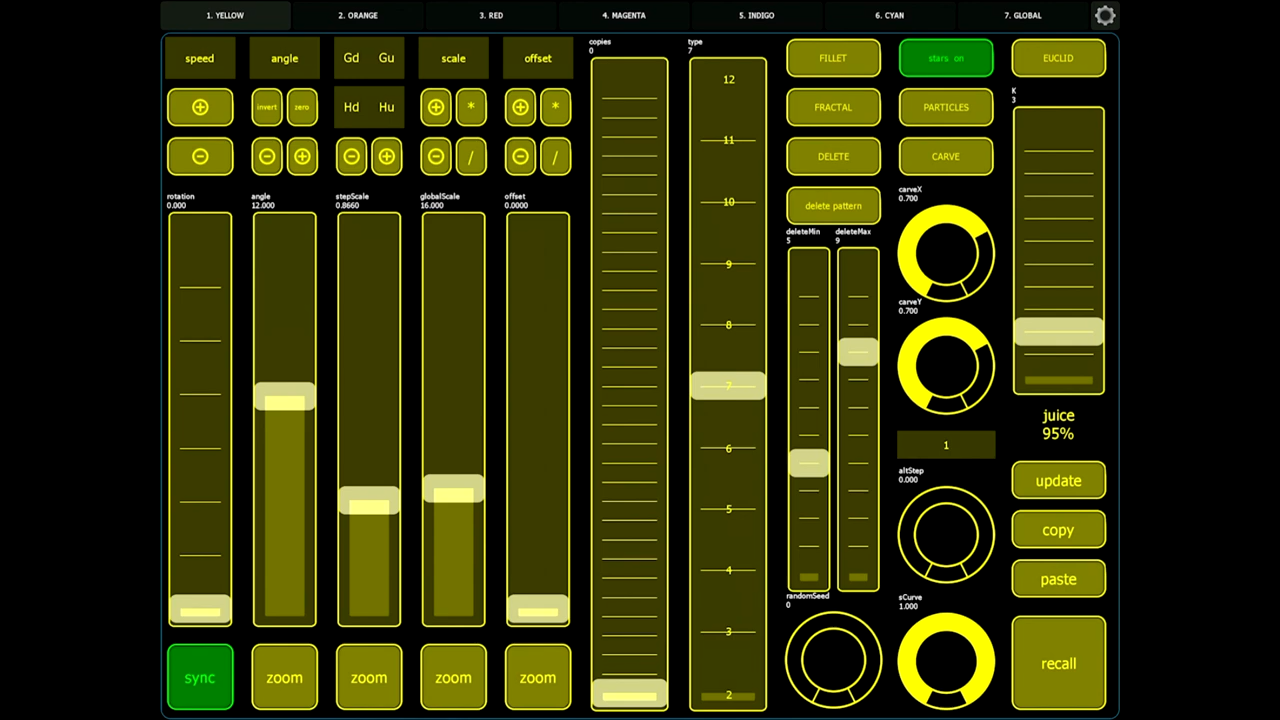 1. YELLOW 2. ORANGE 3. RED 4. MAGENTA 5. INDIGO 6. CYAN 7. GLOBAL
speed angle Gd Gu scale offset
invert zero Hd Hu * *
/ /
rotation
0.000
angle
12.000
stepScale
0.8660
globalScale
16.000
offset
0.0000
sync zoom zoom zoom zoom
copies
0
type
7
12
11
10
9
8
7
6
5
4
3
2
FILLET stars on EUCLID
FRACTAL PARTICLES
DELETE CARVE
delete pattern
deleteMin
5
deleteMax
9
randomSeed
0
carveX
0.700
carveY
0.700
1
altStep
0.000
sCurve
1.000
K
3
juice
95%
update
copy
paste
recall